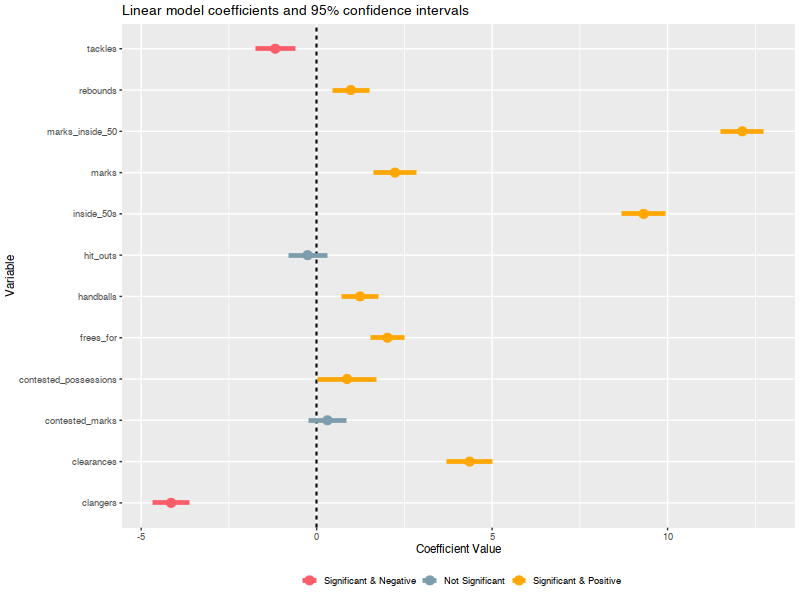 Linear model coefficients and 95% confidence intervals
Variable
tackles
rebounds
marks_inside_50
marks
inside_50s
hit_outs
handballs
frees_for
contested_possessions
contested_marks
clearances
clangers
-5 0 5 10
Coefficient Value
Significant & Negative Not Significant Significant & Positive